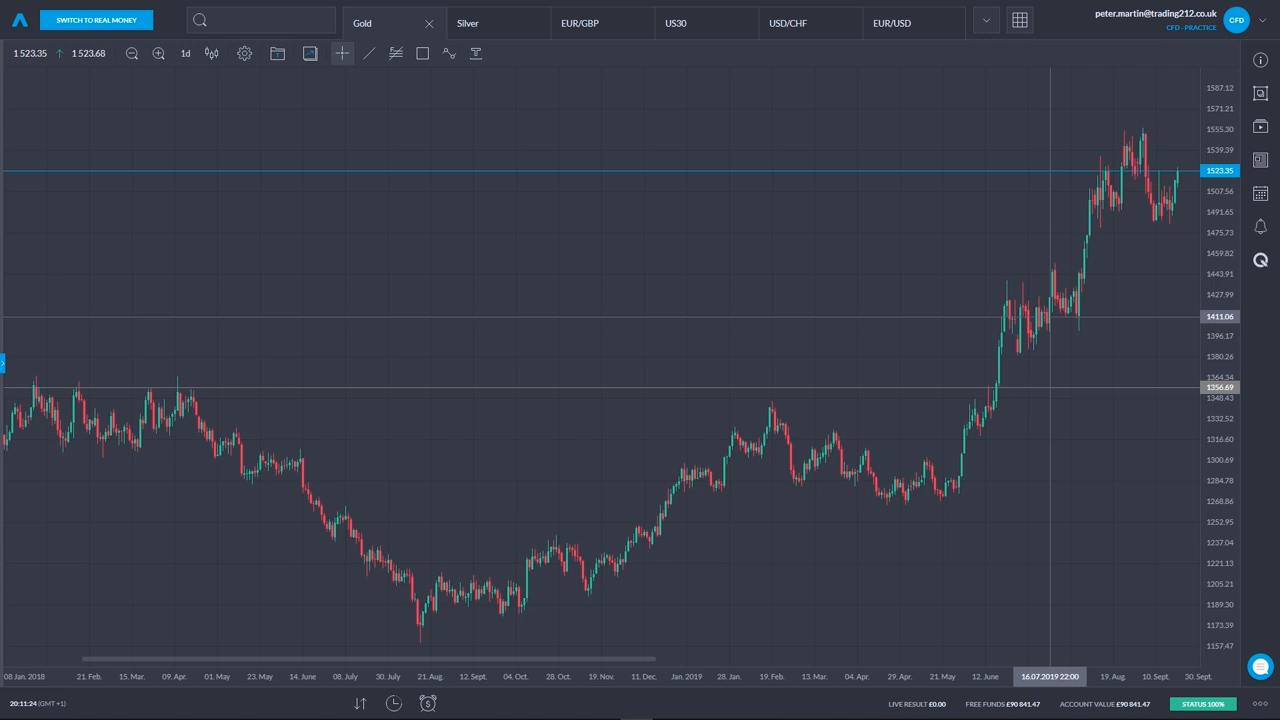 SWITCH TO REAL MONEY
Gold
Silver
EUR/GBP
US30
USD/CHF
EUR/USD
peter.martin@trading212.co.uk
CFD - PRACTICE
CFD
1 523.35 ↑ 1 523.68
1d
1587.12
1571.21
1555.30
1539.39
1523.35
1507.56
1491.65
1475.73
1459.82
1443.91
1427.99
1411.06
1396.17
1380.26
1364.34
1356.69
1348.43
1332.52
1316.60
1300.69
1284.78
1268.86
1252.95
1237.04
1221.13
1205.21
1189.30
1173.39
1157.47
08 Jan. 2018 21 Feb. 15 Mar. 09 Apr. 01 May 23 May 14 June 08 July 30 July 21 Aug. 12 Sept. 04 Oct. 28 Oct. 19 Nov. 11 Dec. Jan. 2019 28 Jan. 19 Feb. 13 Mar. 04 Apr. 29 Apr. 21 May 12 June 16.07.2019 22:00 19 Aug. 10 Sept. 30 Sept.
20:11:24 (GMT +1)
LIVE RESULT £0.00
FREE FUNDS £90 841.47
ACCOUNT VALUE £90 841.47
STATUS 100%